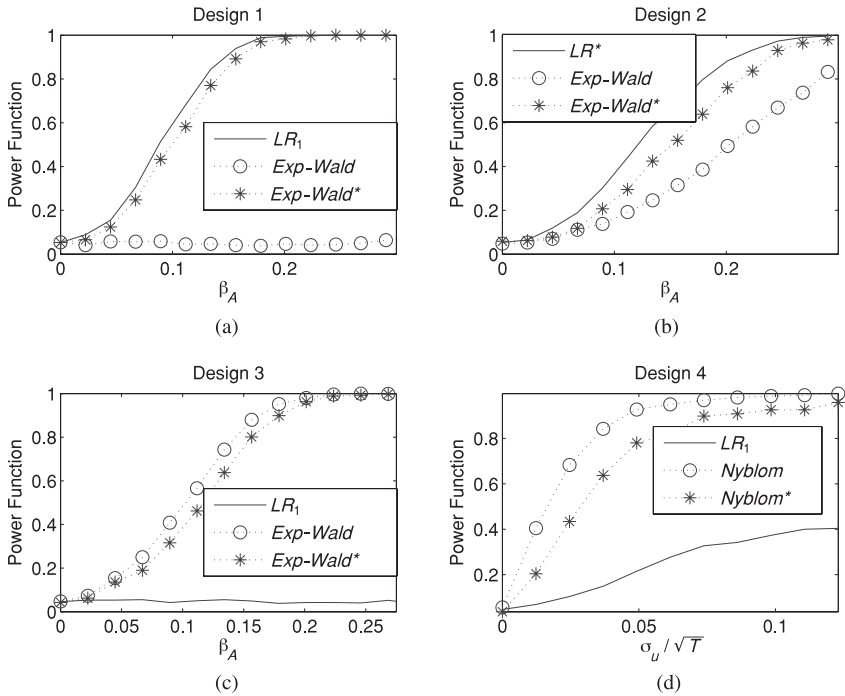 Design 1
Power Function
1
0.8
0.6
0.4
0.2
0
LR₁
Exp-Wald
Exp-Wald*
0
0.1
0.2
β_A
(a)
Design 2
Power Function
1
0.8
0.6
0.4
0.2
0
LR*
Exp-Wald
Exp-Wald*
0
0.1
0.2
β_A
(b)
Design 3
Power Function
1
0.8
0.6
0.4
0.2
0
LR₁
Exp-Wald
Exp-Wald*
0
0.05
0.1
0.15
0.2
0.25
β_A
(c)
Design 4
Power Function
1
0.8
0.6
0.4
0.2
LR₁
Nyblom
Nyblom*
0
0.05
0.1
σ_u / √T
(d)